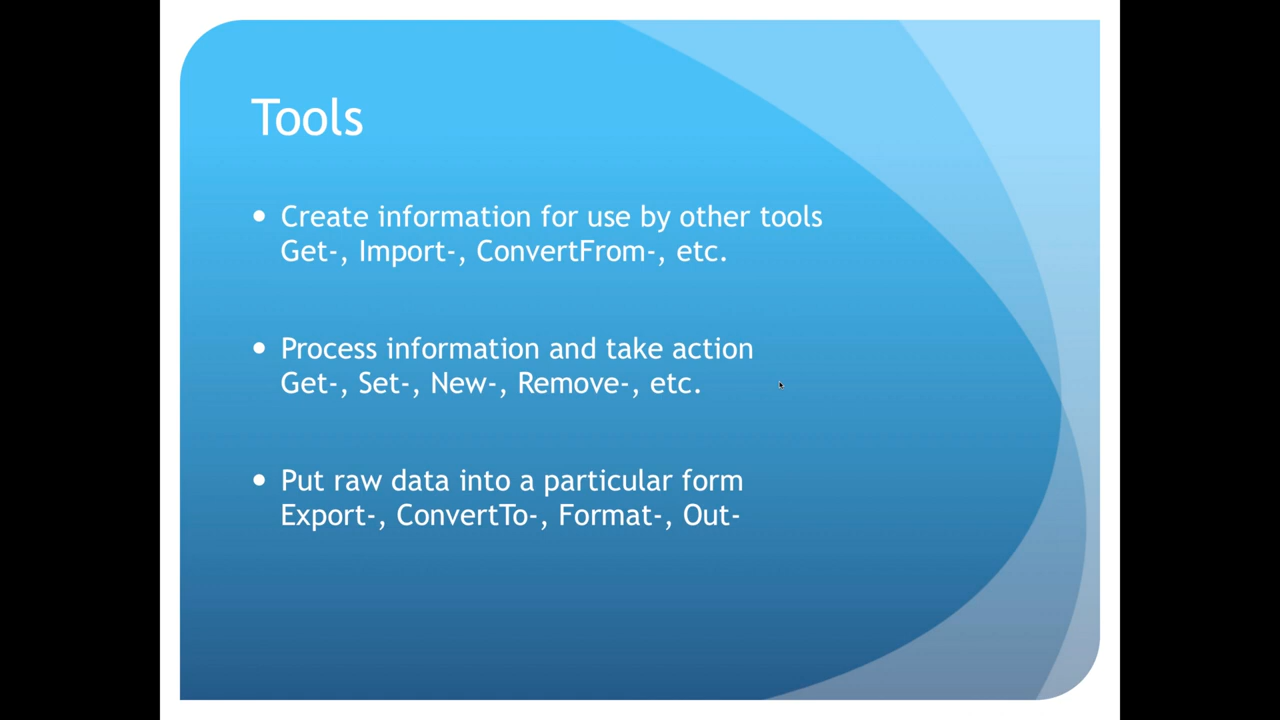 Tools
• Create information for use by other tools
Get-, Import-, ConvertFrom-, etc.
• Process information and take action
Get-, Set-, New-, Remove-, etc.
• Put raw data into a particular form
Export-, ConvertTo-, Format-, Out-